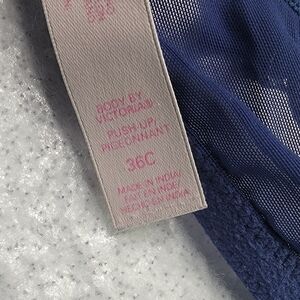 BODY BY
VICTORIA®
PUSH-UP/
PIGEONNANT
36C
MADE IN INDIA/
FAIT EN INDE/
HECHO EN INDIA